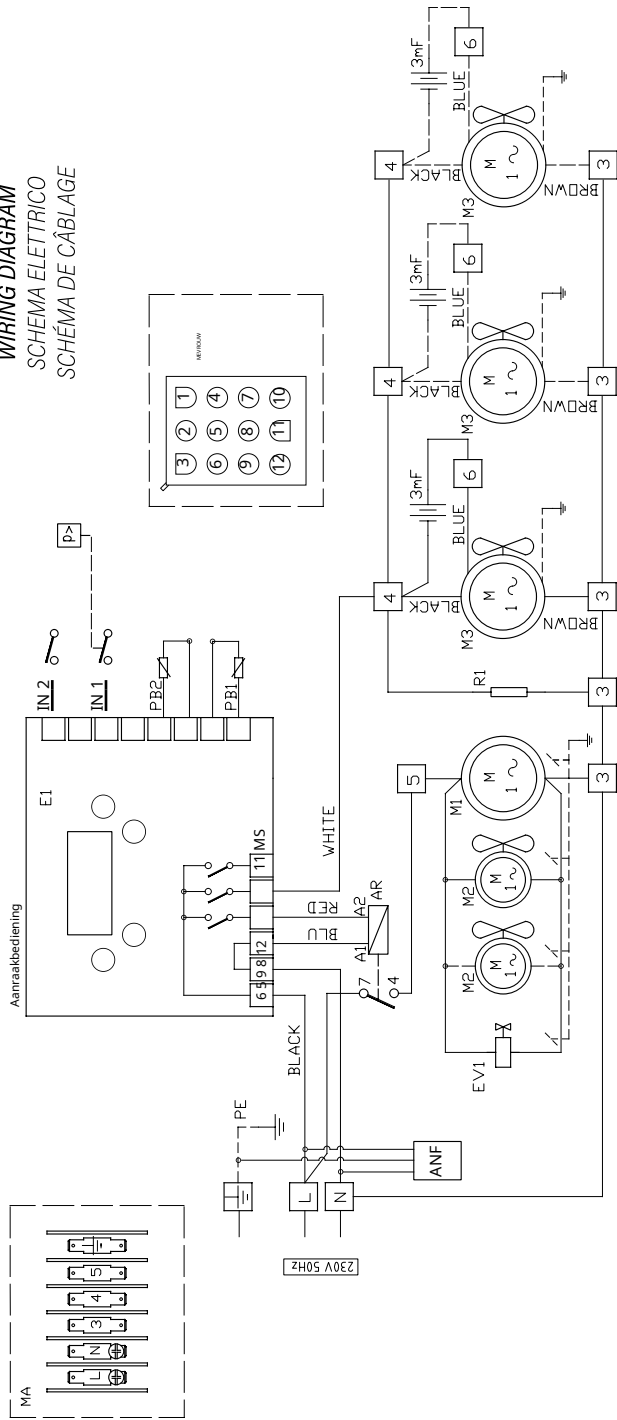 WIRING DIAGRAM
SCHEMA ELETTRICO
SCHÉMA DE CÂBLAGE
MA
L
N
3
4
5
230V 50Hz
L
N
PE
ANF
BLACK
Aanraakbediening
E1
6 5
9 8
12
11 MS
IN 2
IN 1
p>
PB2
PB1
BLU
RED
WHITE
A1
A2
AR
7
4
MEVROUW
3 2 1
6 5 4
9 8 7
12 11 10
EV1
M2
M
1~
M2
M
1~
M1
M
1~
5
3
R1
3
4
BLACK
3mF
BLUE
6
M3
M
1~
BROWN
3
4
BLACK
3mF
BLUE
6
M3
M
1~
BROWN
3
4
BLACK
3mF
BLUE
6
M3
M
1~
BROWN
3